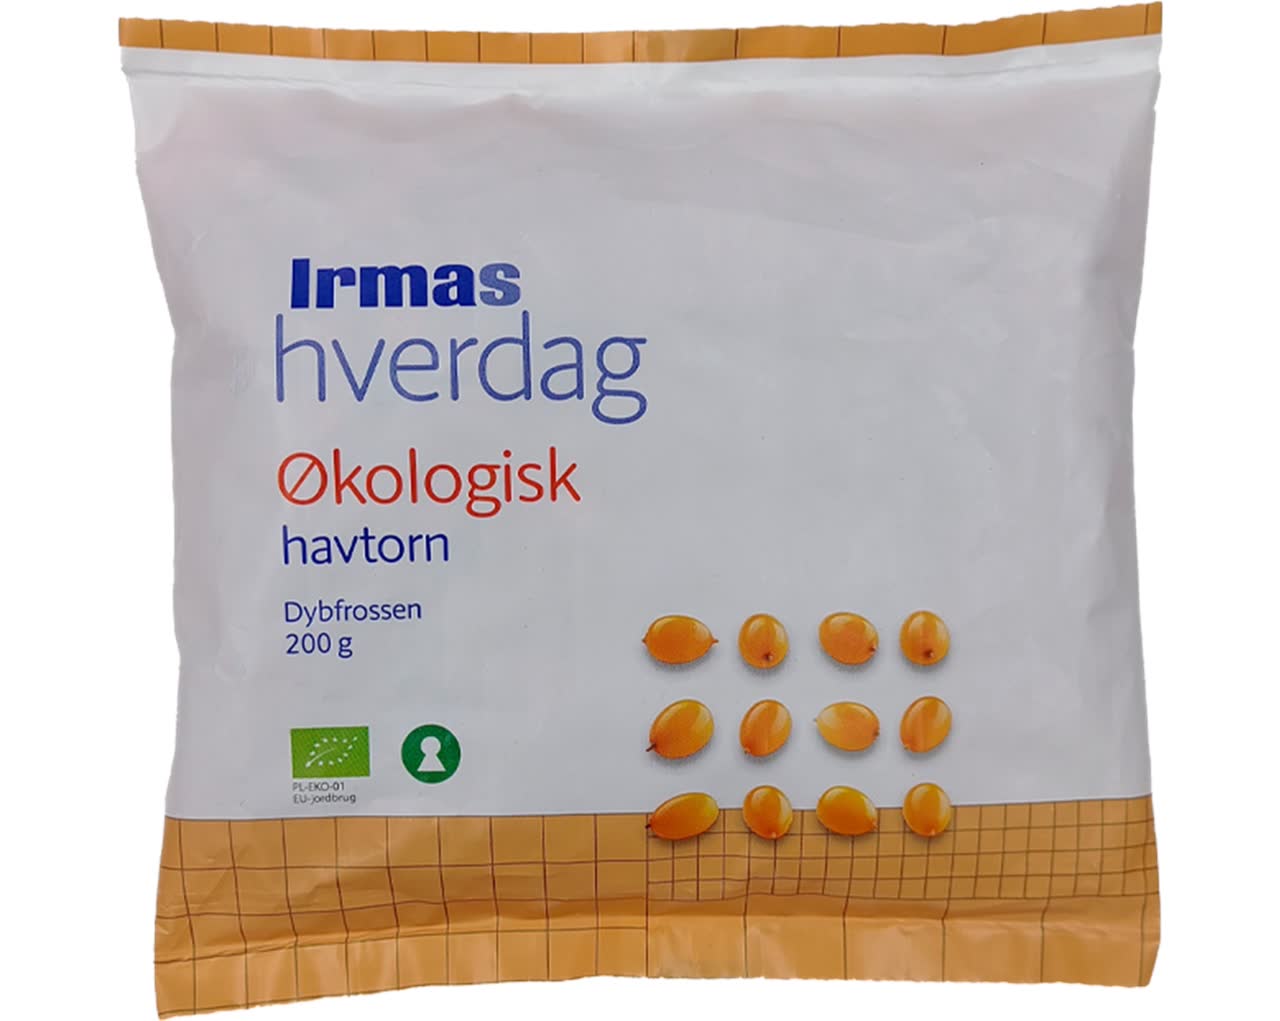 Irmas
hverdag
Økologisk
havtorn
Dybfrossen
200 g
PL-EKO-01
EU-jordbrug